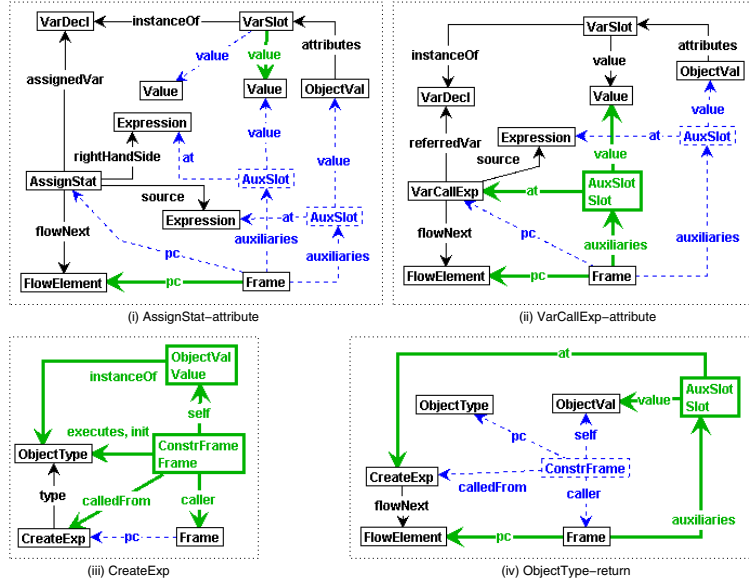 VarDecl
instanceOf
VarSlot
value
value
attributes
assignedVar
Value
Value
ObjectVal
Expression
rightHandSide
at
value
value
AssignStat
AuxSlot
source
Expression
at
AuxSlot
flowNext
auxiliaries
pc
auxiliaries
FlowElement
pc
Frame
(i) AssignStat-attribute
VarSlot
instanceOf
value
attributes
VarDecl
Value
ObjectVal
referredVar
Expression
value
source
at
AuxSlot
value
VarCallExp
at
AuxSlot
Slot
flowNext
pc
auxiliaries
auxiliaries
FlowElement
pc
Frame
(ii) VarCallExp-attribute
ObjectVal
Value
instanceOf
self
executes, init
ObjectType
ConstrFrame
Frame
type
calledFrom
caller
CreateExp
pc
Frame
(iii) CreateExp
at
AuxSlot
Slot
ObjectType
ObjectVal
value
pc
self
CreateExp
ConstrFrame
calledFrom
flowNext
caller
auxiliaries
FlowElement
pc
Frame
(iv) ObjectType-return